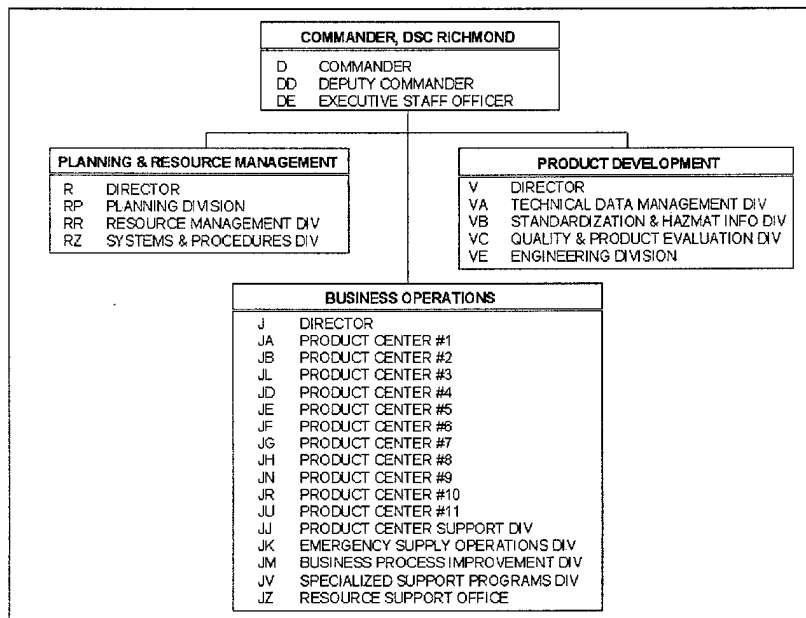 COMMANDER, DSC RICHMOND
D COMMANDER
DD DEPUTY COMMANDER
DE EXECUTIVE STAFF OFFICER
PLANNING & RESOURCE MANAGEMENT
R DIRECTOR
RP PLANNING DIVISION
RR RESOURCE MANAGEMENT DIV
RZ SYSTEMS & PROCEDURES DIV
PRODUCT DEVELOPMENT
V DIRECTOR
VA TECHNICAL DATA MANAGEMENT DIV
VB STANDARDIZATION & HAZMAT INFO DIV
VC QUALITY & PRODUCT EVALUATION DIV
VE ENGINEERING DIVISION
BUSINESS OPERATIONS
J DIRECTOR
JA PRODUCT CENTER #1
JB PRODUCT CENTER #2
JL PRODUCT CENTER #3
JD PRODUCT CENTER #4
JE PRODUCT CENTER #5
JF PRODUCT CENTER #6
JG PRODUCT CENTER #7
JH PRODUCT CENTER #8
JN PRODUCT CENTER #9
JR PRODUCT CENTER #10
JU PRODUCT CENTER #11
JJ PRODUCT CENTER SUPPORT DIV
JK EMERGENCY SUPPLY OPERATIONS DIV
JM BUSINESS PROCESS IMPROVEMENT DIV
JV SPECIALIZED SUPPORT PROGRAMS DIV
JZ RESOURCE SUPPORT OFFICE